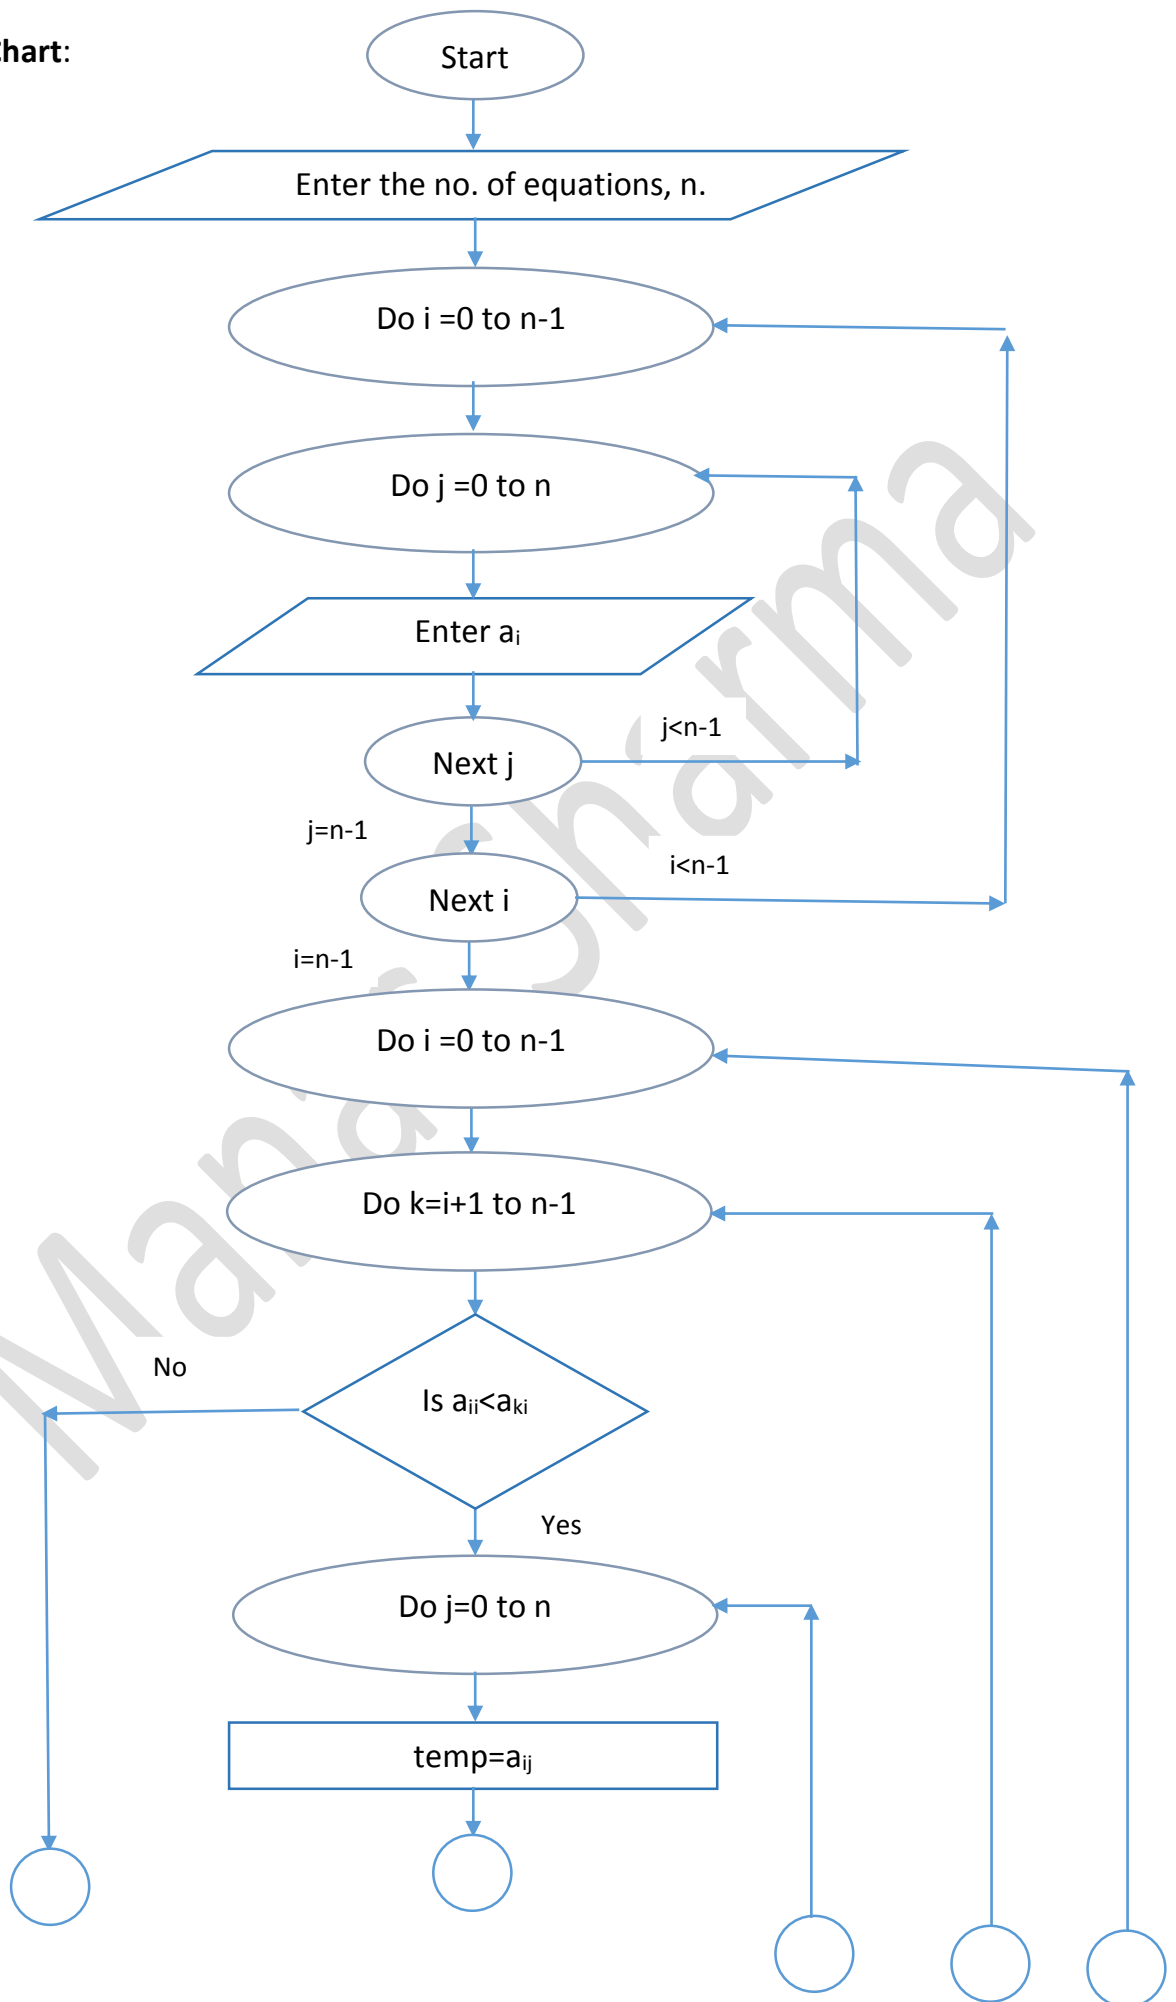 Chart:
Start
Enter the no. of equations, n.
Do i =0 to n-1
Do j =0 to n
Enter aᵢ
j<n-1
Next j
j=n-1
i<n-1
Next i
i=n-1
Do i =0 to n-1
Do k=i+1 to n-1
No
Is aᵢᵢ<aₖᵢ
Yes
Do j=0 to n
temp=aᵢⱼ
Sharma